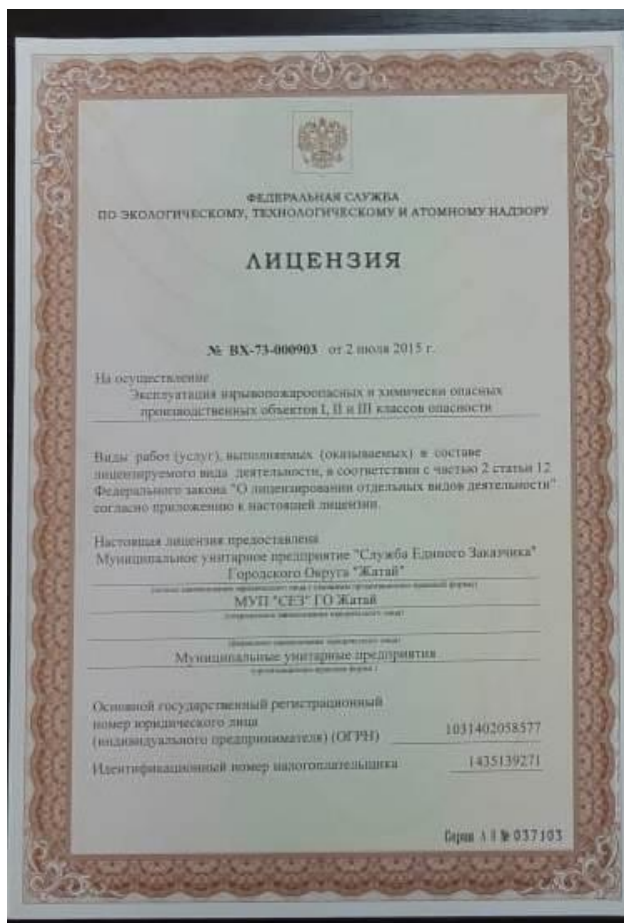 ФЕДЕРАЛЬНАЯ СЛУЖБА
ПО ЭКОЛОГИЧЕСКОМУ, ТЕХНОЛОГИЧЕСКОМУ И АТОМНОМУ НАДЗОРУ
ЛИЦЕНЗИЯ
№ ВХ-73-000903 от 2 июля 2015 г.
На осуществление
Эксплуатация взрывопожароопасных и химически опасных
производственных объектов I, II и III классов опасности
Виды работ (услуг), выполняемых (оказываемых) в составе
лицензируемого вида деятельности, в соответствии с частью 2 статьи 12
Федерального закона "О лицензировании отдельных видов деятельности"
согласно приложению к настоящей лицензии.
Настоящая лицензия предоставлена
Муниципальное унитарное предприятие "Служба Единого Заказчика"
Городского Округа "Жатай"
МУП "СЕЗ" ГО Жатай
Муниципальные унитарные предприятия
Основной государственный регистрационный
номер юридического лица
(индивидуального предпринимателя) (ОГРН) 1031402058577
Идентификационный номер налогоплательщика 1435139271
Серия А В № 037103